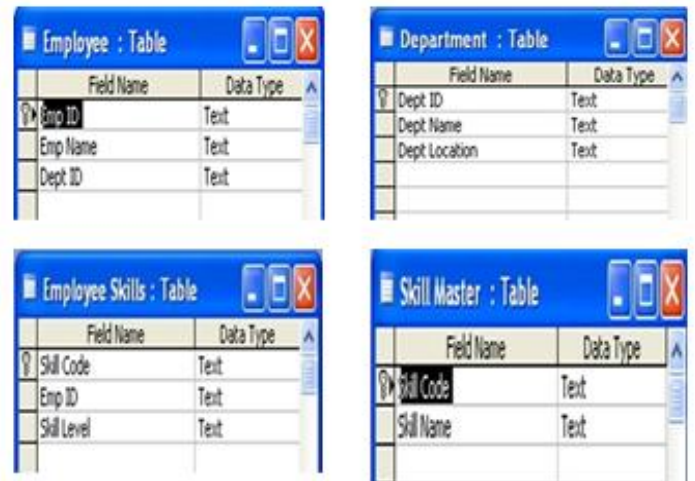 Employee : Table
Field Name Data Type
Emp ID Text
Emp Name Text
Dept ID Text
Department : Table
Field Name Data Type
Dept ID Text
Dept Name Text
Dept Location Text
Employee Skills : Table
Field Name Data Type
Skill Code Text
Emp ID Text
Skill Level Text
Skill Master : Table
Field Name Data Type
Skill Code Text
Skill Name Text